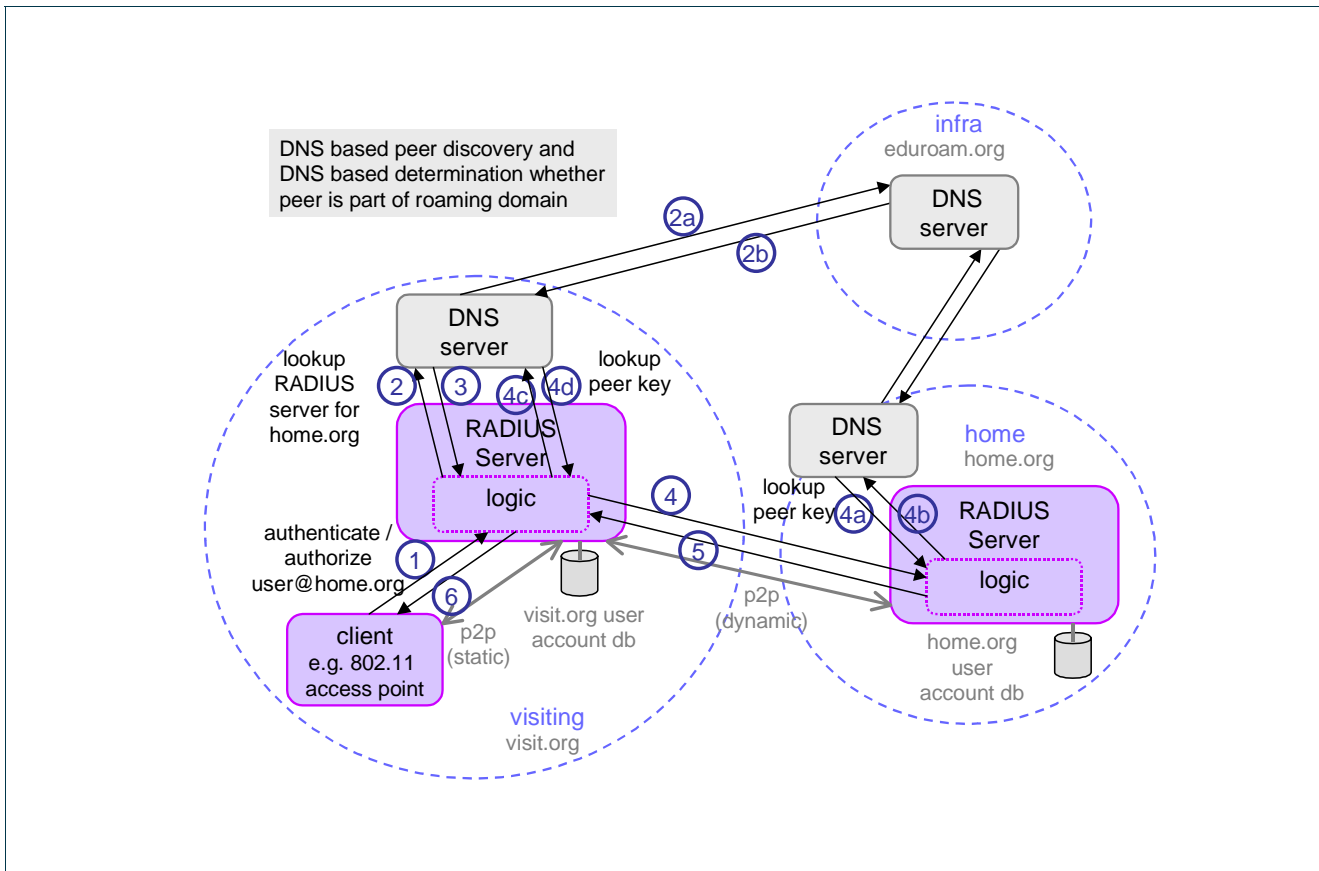 DNS based peer discovery and
DNS based determination whether
peer is part of roaming domain
infra
eduroam.org
DNS
server
2a
2b
DNS
server
lookup
RADIUS
server for
home.org
2
3
4c
4d
lookup
peer key
RADIUS
Server
logic
authenticate /
authorize
user@home.org
1
6
client
e.g. 802.11
access point
p2p
(static)
visit.org user
account db
visiting
visit.org
4
5
p2p
(dynamic)
DNS
server
lookup
peer key
4a
4b
home
home.org
RADIUS
Server
logic
home.org
user
account db